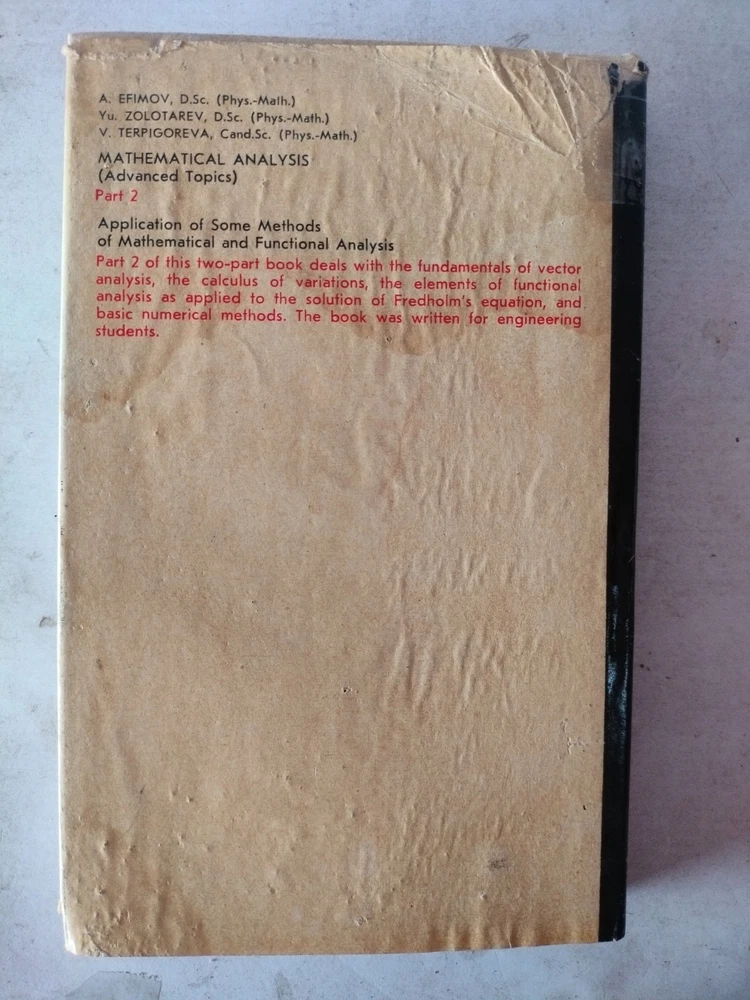 A. EFIMOV, D.Sc. (Phys.-Math.)
Yu. ZOLOTAREV, D.Sc. (Phys.-Math.)
V. TERPIGOREVA, Cand.Sc. (Phys.-Math.)
MATHEMATICAL ANALYSIS
(Advanced Topics)
Part 2
Application of Some Methods
of Mathematical and Functional Analysis
Part 2 of this two-part book deals with the fundamentals of vector
analysis, the calculus of variations, the elements of functional
analysis as applied to the solution of Fredholm's equation, and
basic numerical methods. The book was written for engineering
students.